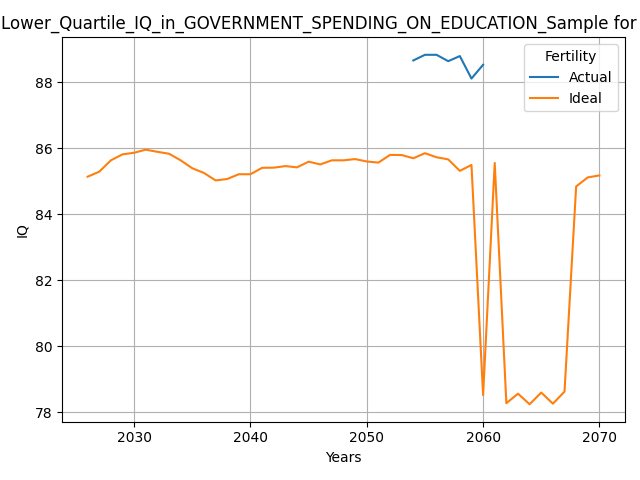 Lower_Quartile_IQ_in_GOVERNMENT_SPENDING_ON_EDUCATION_Sample for
Fertility
Actual
Ideal
88
86
84
82
80
78
IQ
2030 2040 2050 2060 2070
Years